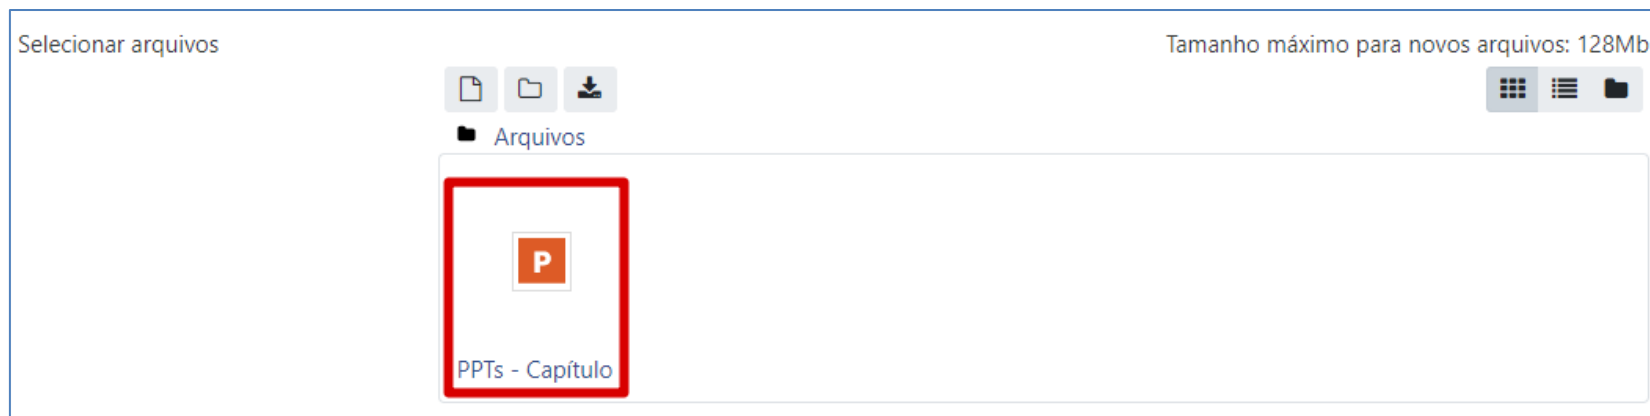 Selecionar arquivos
Tamanho máximo para novos arquivos: 128Mb
Arquivos
P
PPTs - Capítulo